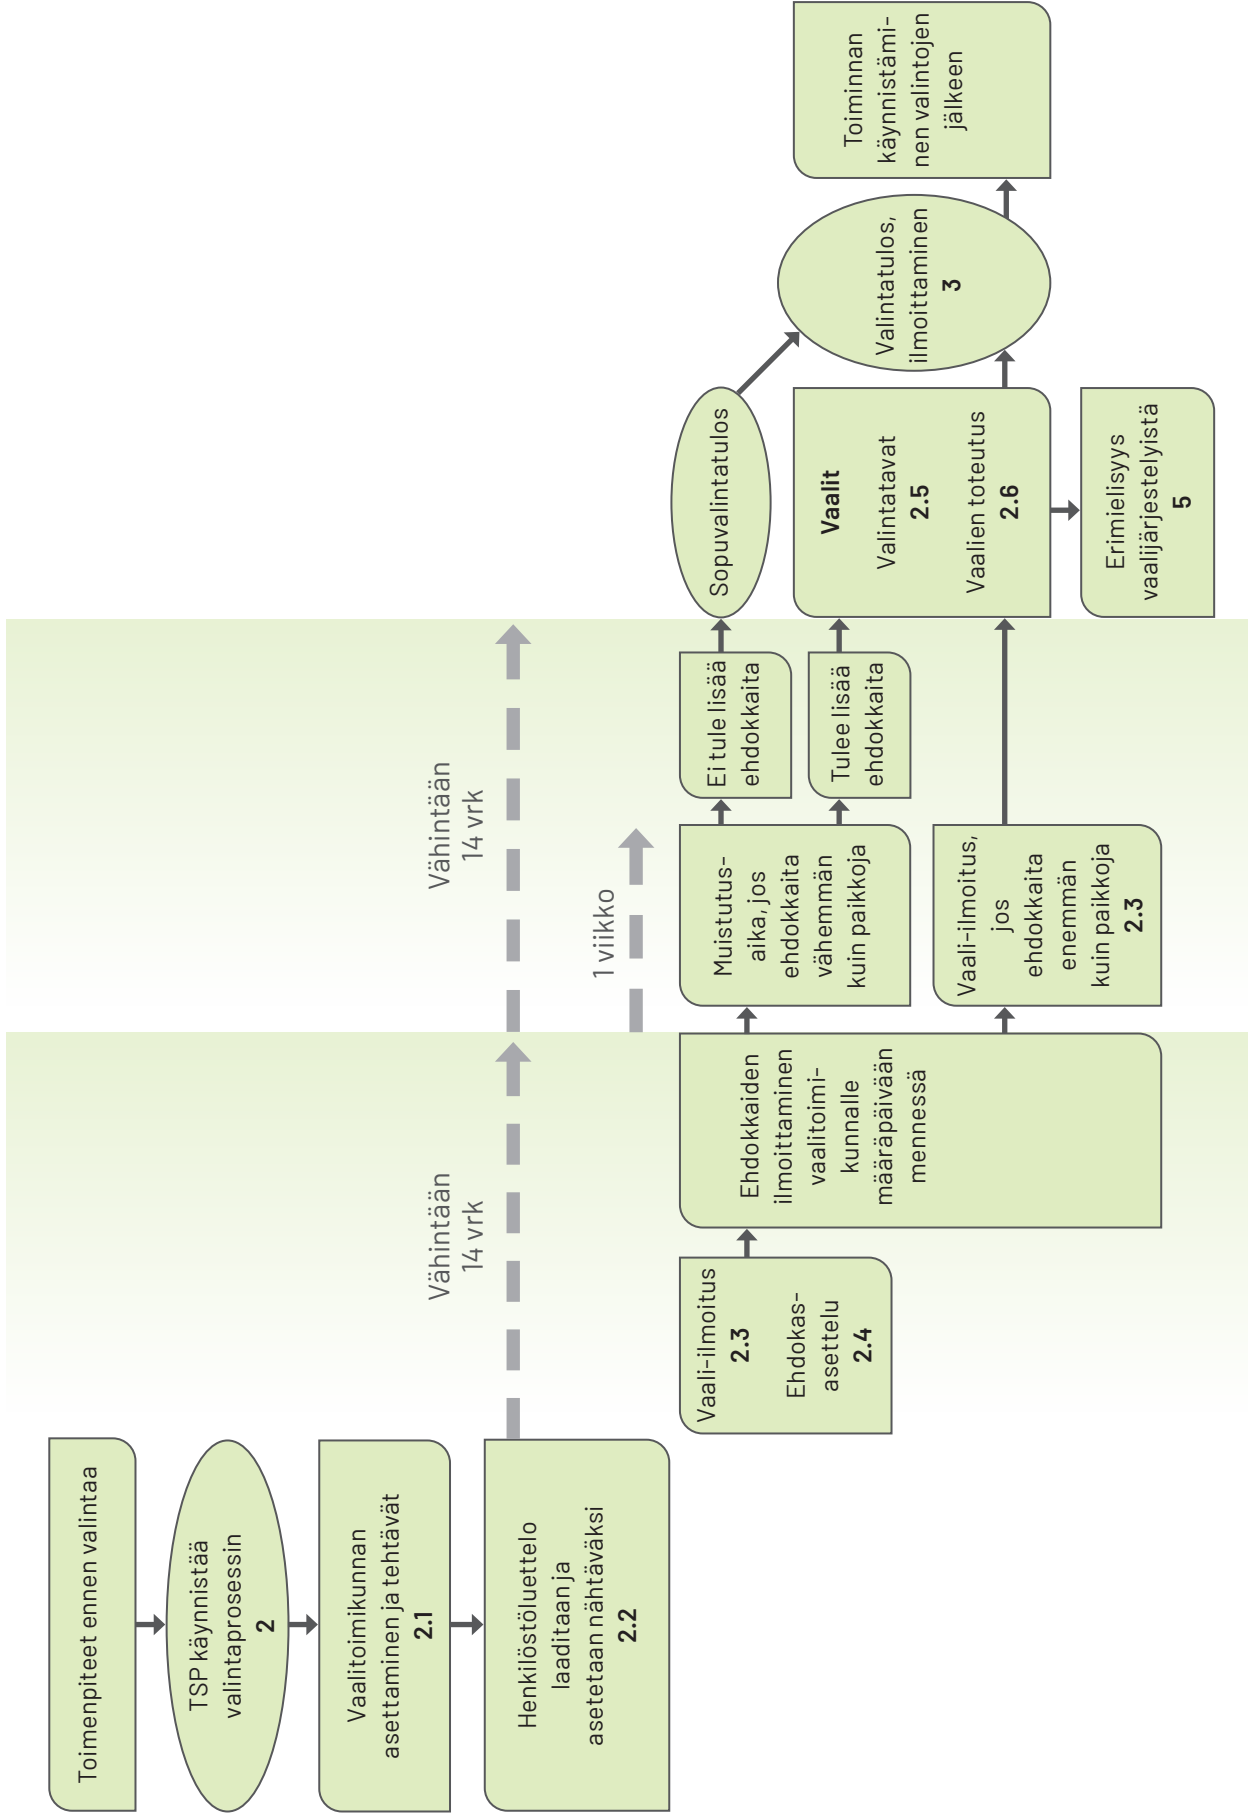 Toimenpiteet ennen valintaa
TSP käynnistää
valintaprosessin
2
Vaalitoimikunnan
asettaminen ja tehtävät
2.1
Henkilöstöluettelo
laaditaan ja
asetetaan nähtäväksi
2.2
Vähintään
14 vrk
Vähintään
14 vrk
1 viikko
Vaali-ilmoitus
2.3
Ehdokas-
asettelu
2.4
Ehdokkaiden
ilmoittaminen
vaalitoimi-
kunnalle
määräpäivään
mennessä
Muistutus-
aika, jos
ehdokkaita
vähemmän
kuin paikkoja
Vaali-ilmoitus,
jos
ehdokkaita
enemmän
kuin paikkoja
2.3
Ei tule lisää
ehdokkaita
Tulee lisää
ehdokkaita
Sopuvalintatulos
Vaalit
Valintatavat
2.5
Vaalien toteutus
2.6
Erimielisyys
vaalijärjestelyistä
5
Valintatulos,
ilmoittaminen
3
Toiminnan
käynnistämi-
nen valintojen
jälkeen